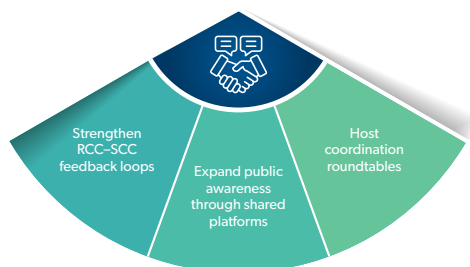 Strengthen
RCC–SCC
feedback loops
Expand public
awareness
through shared
platforms
Host
coordination
roundtables